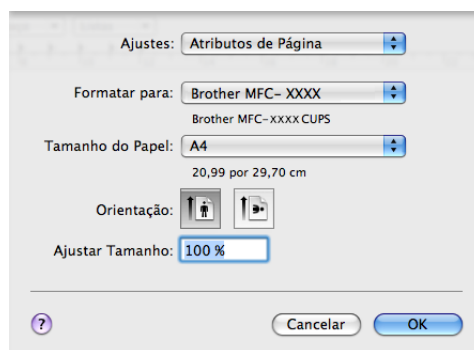 Ajustes: Atributos de Página
Formatar para: Brother MFC- XXXX
Brother MFC-XXXX CUPS
Tamanho do Papel: A4
20,99 por 29,70 cm
Orientação:
Ajustar Tamanho: 100 %
? Cancelar OK